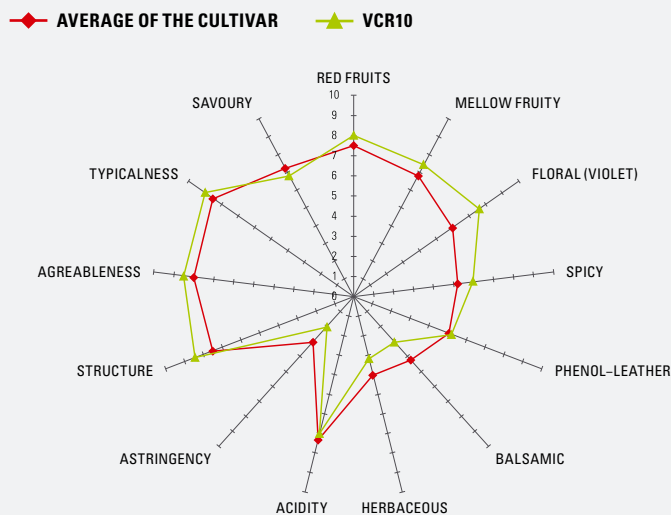 AVERAGE OF THE CULTIVAR
VCR10
RED FRUITS
MELLOW FRUITY
FLORAL (VIOLET)
SPICY
PHENOL–LEATHER
BALSAMIC
HERBACEOUS
ACIDITY
ASTRINGENCY
STRUCTURE
AGREABLENESS
TYPICALNESS
SAVOURY
10
9
8
7
6
5
4
3
2
1
0